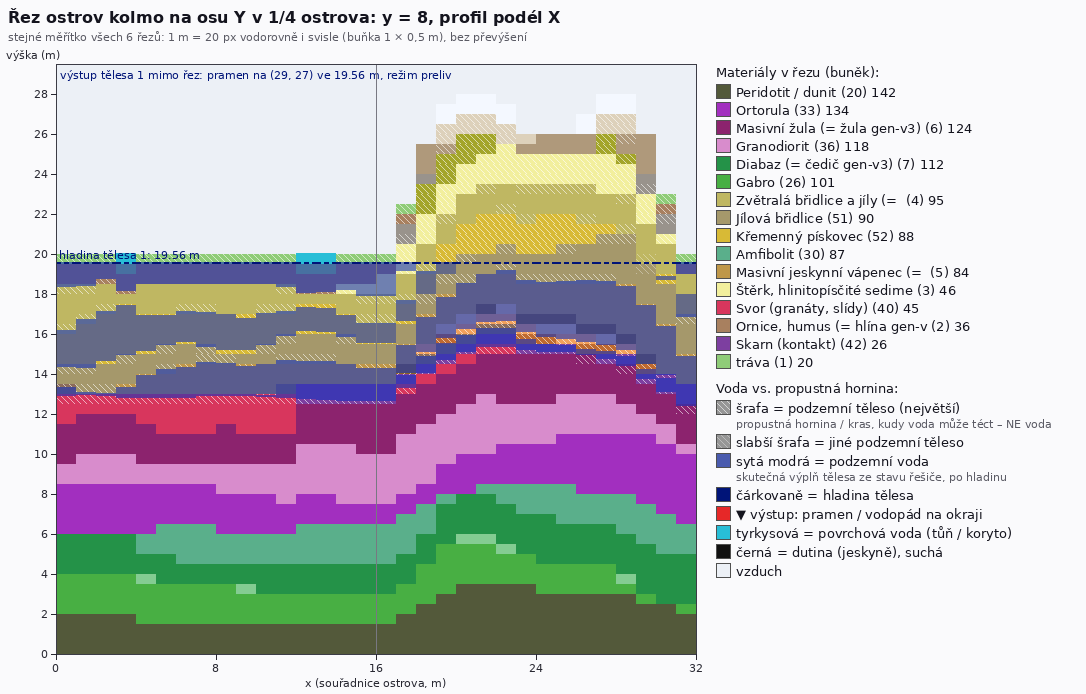 Řez ostrov kolmo na osu Y v 1/4 ostrova: y = 8, profil podél X
stejné měřítko všech 6 řezů: 1 m = 20 px vodorovně i svisle (buňka 1 × 0,5 m), bez převýšení
výška (m)
výstup tělesa 1 mimo řez: pramen na (29, 27) ve 19.56 m, režim preliv
hladina tělesa 1: 19.56 m
28
26
24
22
20
18
16
14
12
10
8
6
4
2
0
0
8
16
24
32
x (souřadnice ostrova, m)
Materiály v řezu (buněk):
Peridotit / dunit (20) 142
Ortorula (33) 134
Masivní žula (= žula gen-v3) (6) 124
Granodiorit (36) 118
Diabaz (= čedič gen-v3) (7) 112
Gabro (26) 101
Zvětralá břidlice a jíly (=  (4) 95
Jílová břidlice (51) 90
Křemenný pískovec (52) 88
Amfibolit (30) 87
Masivní jeskynní vápenec (=  (5) 84
Štěrk, hlinitopísčité sedime (3) 46
Svor (granáty, slídy) (40) 45
Ornice, humus (= hlína gen-v (2) 36
Skarn (kontakt) (42) 26
tráva (1) 20
Voda vs. propustná hornina:
šrafa = podzemní těleso (největší)
propustná hornina / kras, kudy voda může téct – NE voda
slabší šrafa = jiné podzemní těleso
sytá modrá = podzemní voda
skutečná výplň tělesa ze stavu řešiče, po hladinu
čárkovaně = hladina tělesa
▼ výstup: pramen / vodopád na okraji
tyrkysová = povrchová voda (tůň / koryto)
černá = dutina (jeskyně), suchá
vzduch